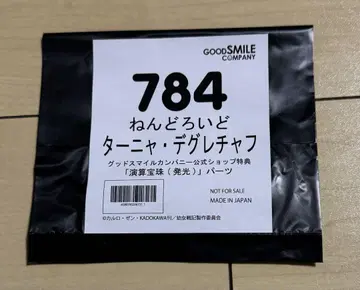 GOODSMILE
COMPANY
784
ねんどろいど
ターニャ・デグレチャフ
グッドスマイルカンパニー公式ショップ特典
「演算宝珠(発光)」パーツ
NOT FOR SALE
MADE IN JAPAN
©カルロ・ゼン・KADOKAWA刊/幼女戦記製作委員会